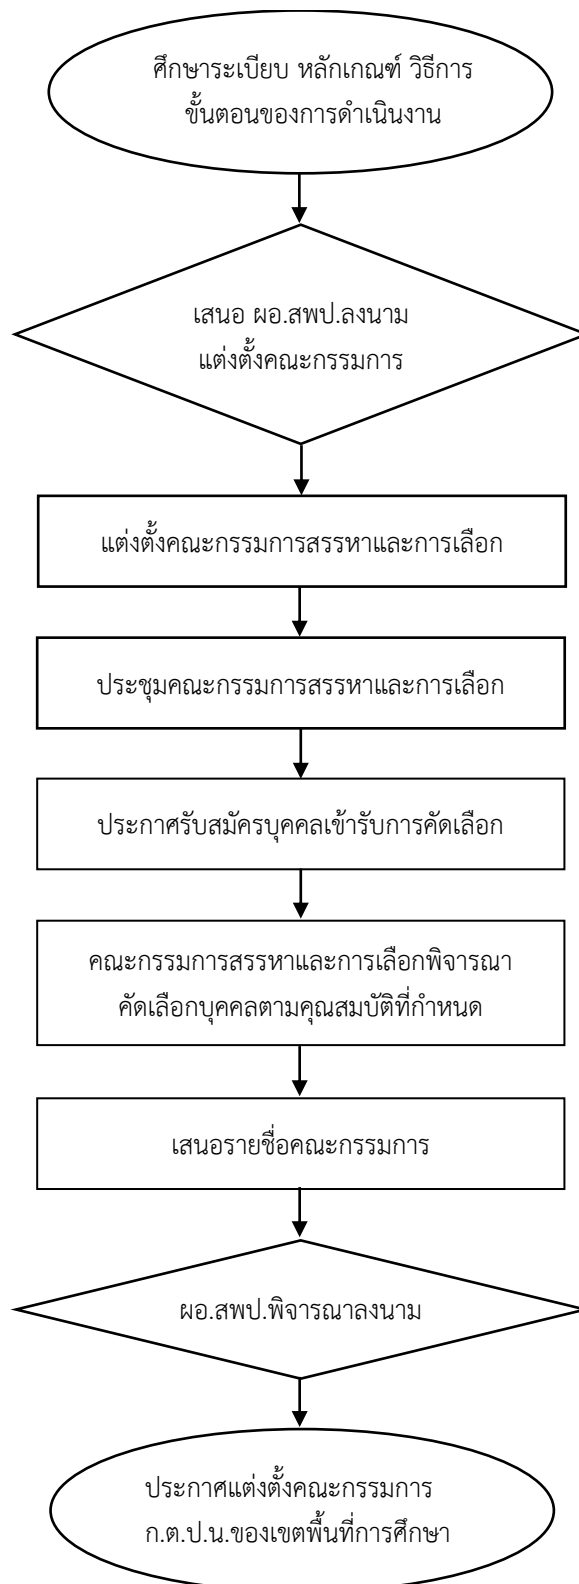 ศึกษาระเบียบ หลักเกณฑ์ วิธีการ
ขั้นตอนของการดำเนินงาน
เสนอ ผอ.สพป.ลงนาม
แต่งตั้งคณะกรรมการ
แต่งตั้งคณะกรรมการสรรหาและการเลือก
ประชุมคณะกรรมการสรรหาและการเลือก
ประกาศรับสมัครบุคคลเข้ารับการคัดเลือก
คณะกรรมการสรรหาและการเลือกพิจารณา
คัดเลือกบุคคลตามคุณสมบัติที่กำหนด
เสนอรายชื่อคณะกรรมการ
ผอ.สพป.พิจารณาลงนาม
ประกาศแต่งตั้งคณะกรรมการ
ก.ต.ป.น.ของเขตพื้นที่การศึกษา